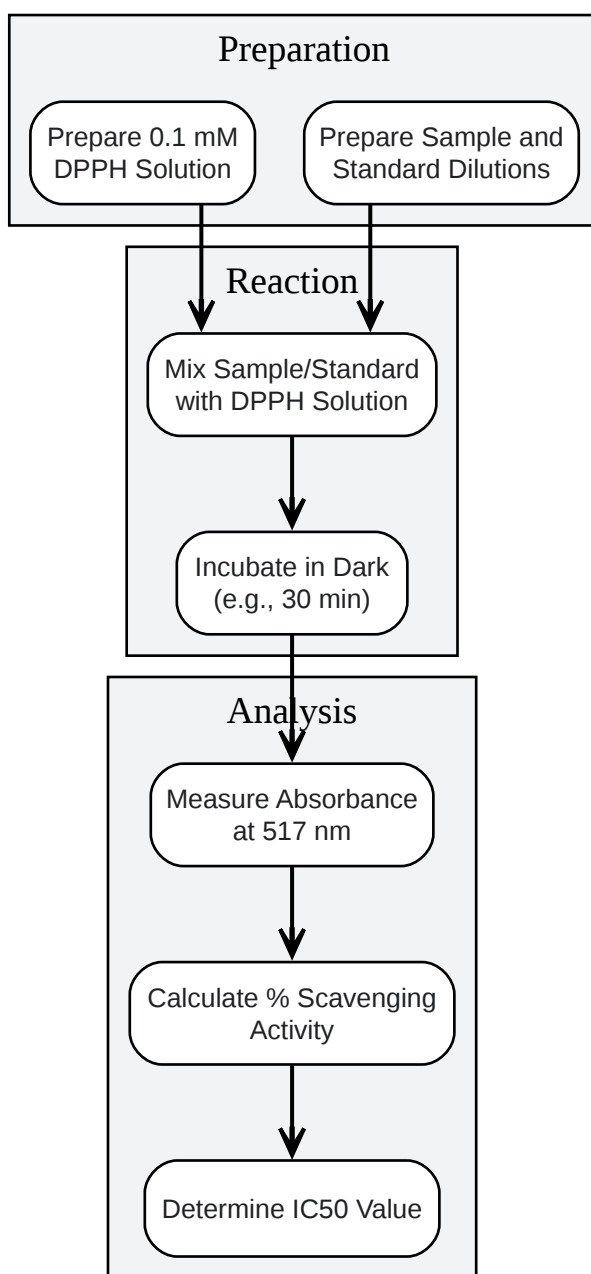 Preparation
Prepare 0.1 mM
DPPH Solution
Prepare Sample and
Standard Dilutions
Reaction
Mix Sample/Standard
with DPPH Solution
Incubate in Dark
(e.g., 30 min)
Analysis
Measure Absorbance
at 517 nm
Calculate % Scavenging
Activity
Determine IC50 Value